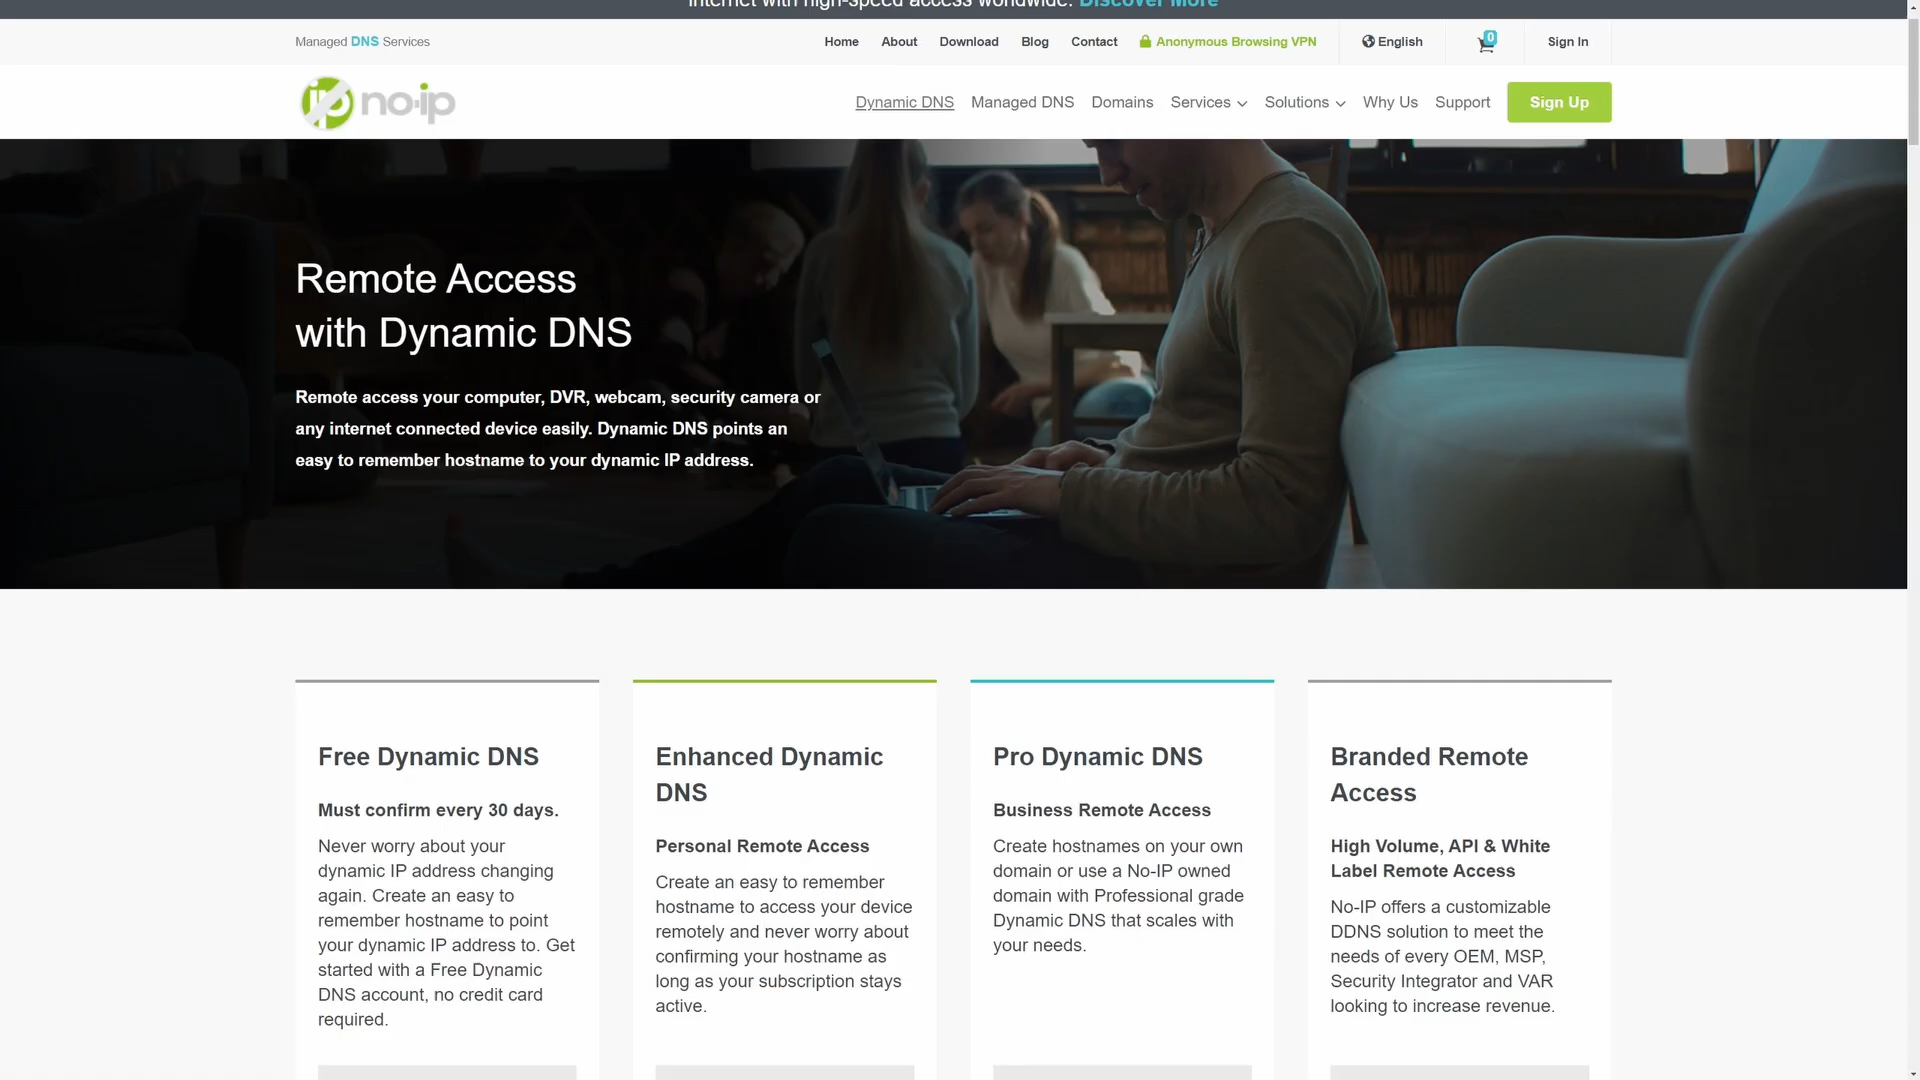 internet with high-speed access worldwide. Discover More
Managed DNS Services
Home About Download Blog Contact Anonymous Browsing VPN English 0 Sign In
no-ip
Dynamic DNS Managed DNS Domains Services Solutions Why Us Support Sign Up
Remote Access
with Dynamic DNS
Remote access your computer, DVR, webcam, security camera or
any internet connected device easily. Dynamic DNS points an
easy to remember hostname to your dynamic IP address.
Free Dynamic DNS
Must confirm every 30 days.
Never worry about your
dynamic IP address changing
again. Create an easy to
remember hostname to point
your dynamic IP address to. Get
started with a Free Dynamic
DNS account, no credit card
required.
Enhanced Dynamic
DNS
Personal Remote Access
Create an easy to remember
hostname to access your device
remotely and never worry about
confirming your hostname as
long as your subscription stays
active.
Pro Dynamic DNS
Business Remote Access
Create hostnames on your own
domain or use a No-IP owned
domain with Professional grade
Dynamic DNS that scales with
your needs.
Branded Remote
Access
High Volume, API & White
Label Remote Access
No-IP offers a customizable
DDNS solution to meet the
needs of every OEM, MSP,
Security Integrator and VAR
looking to increase revenue.